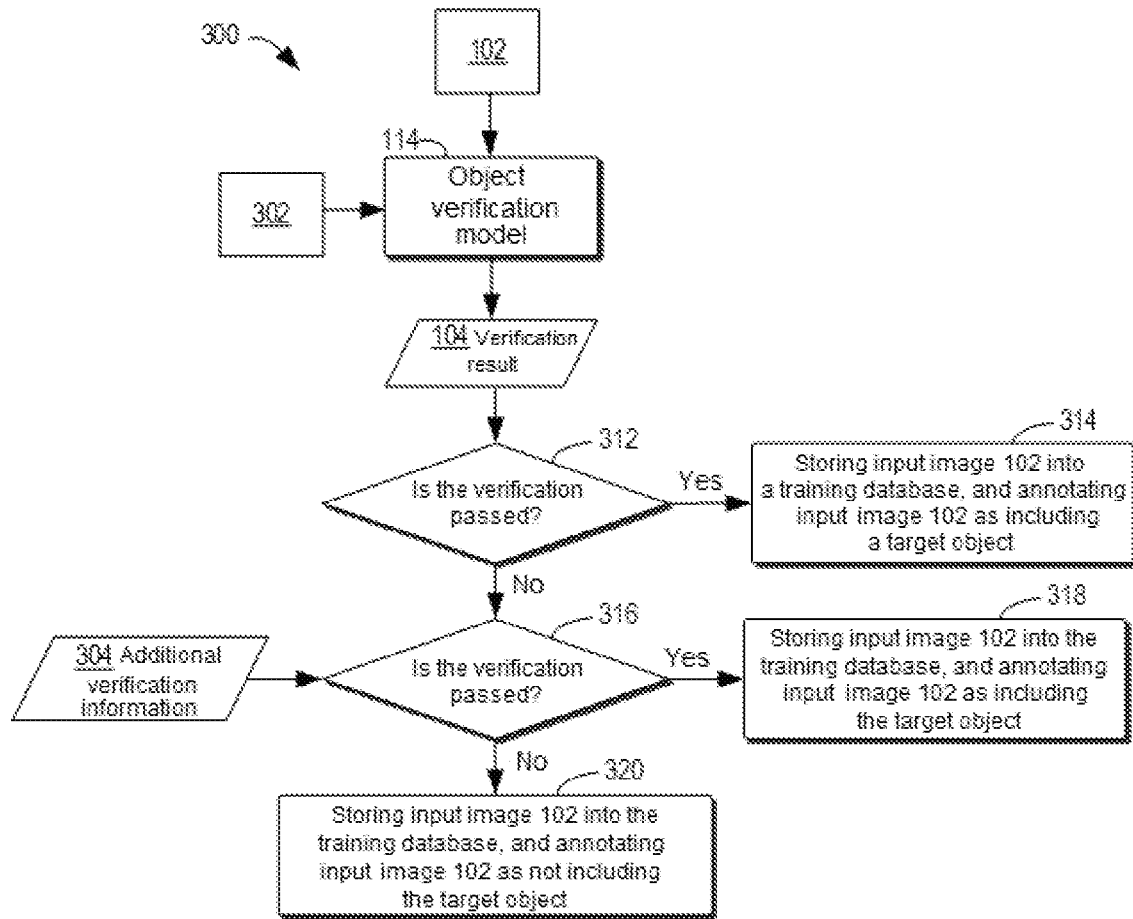 300
102
114
Object
verification
model
302
104 Verification
result
312
Is the verification
passed?
Yes
314
Storing input image 102 into
a training database, and annotating
input image 102 as including
a target object
No
316
304 Additional
verification
information
Is the verification
passed?
Yes
318
Storing input image 102 into the
training database, and annotating
input image 102 as including
the target object
No
320
Storing input image 102 into the
training database, and annotating
input image 102 as not including
the target object